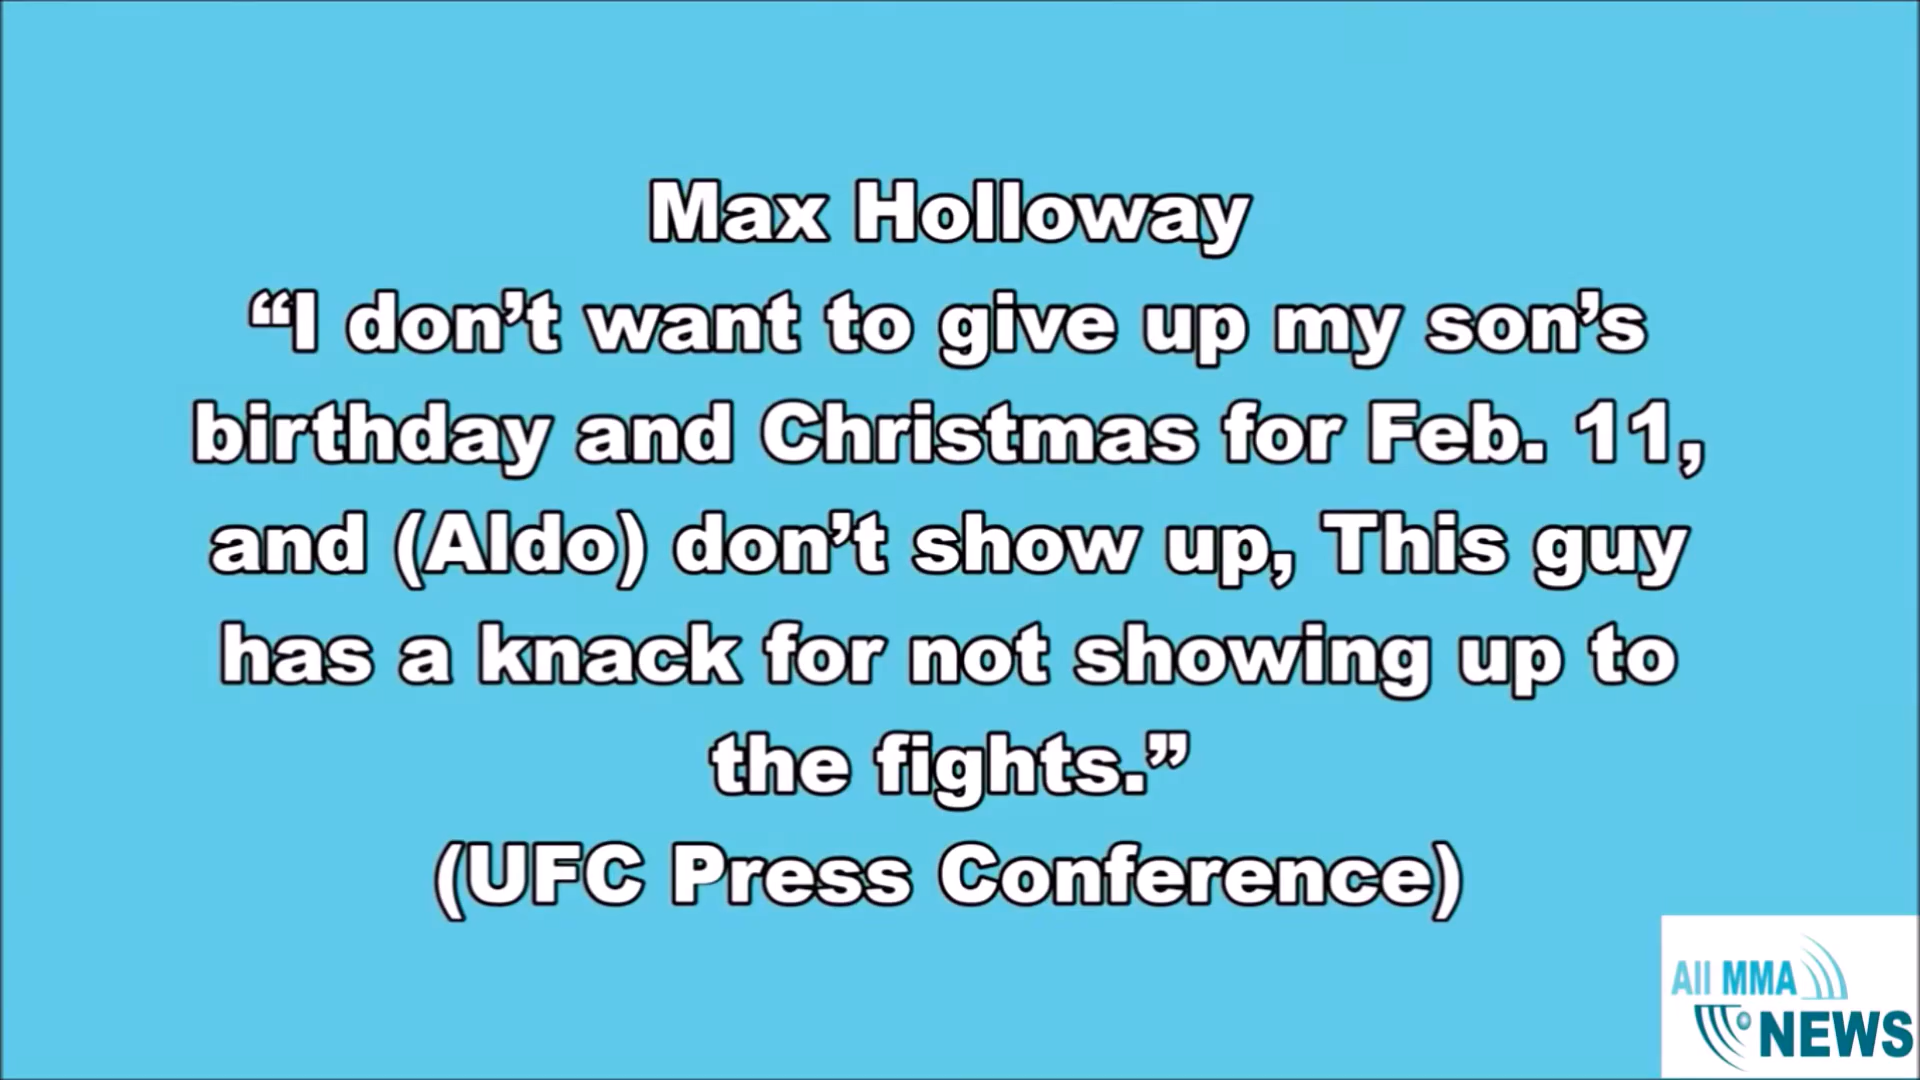 Max Holloway
“I don’t want to give up my son’s
birthday and Christmas for Feb. 11,
and (Aldo) don’t show up, This guy
has a knack for not showing up to
the fights.”
(UFC Press Conference)
All MMA
NEWS